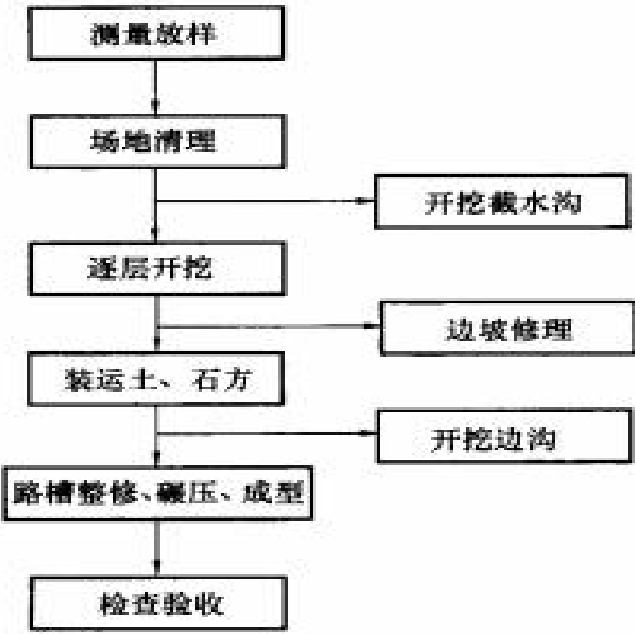 测量放样
场地清理
开挖截水沟
逐层开挖
边坡修理
装运土、石方
开挖边沟
路槽整修、碾压、成型
检查验收